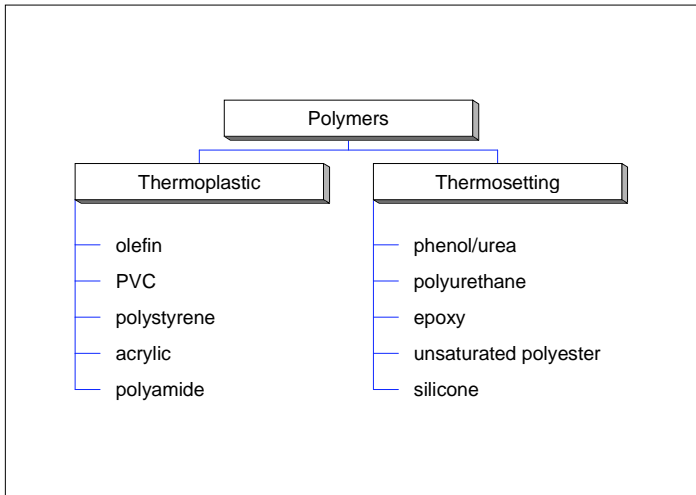 Polymers
Thermoplastic
olefin
PVC
polystyrene
acrylic
polyamide
Thermosetting
phenol/urea
polyurethane
epoxy
unsaturated polyester
silicone